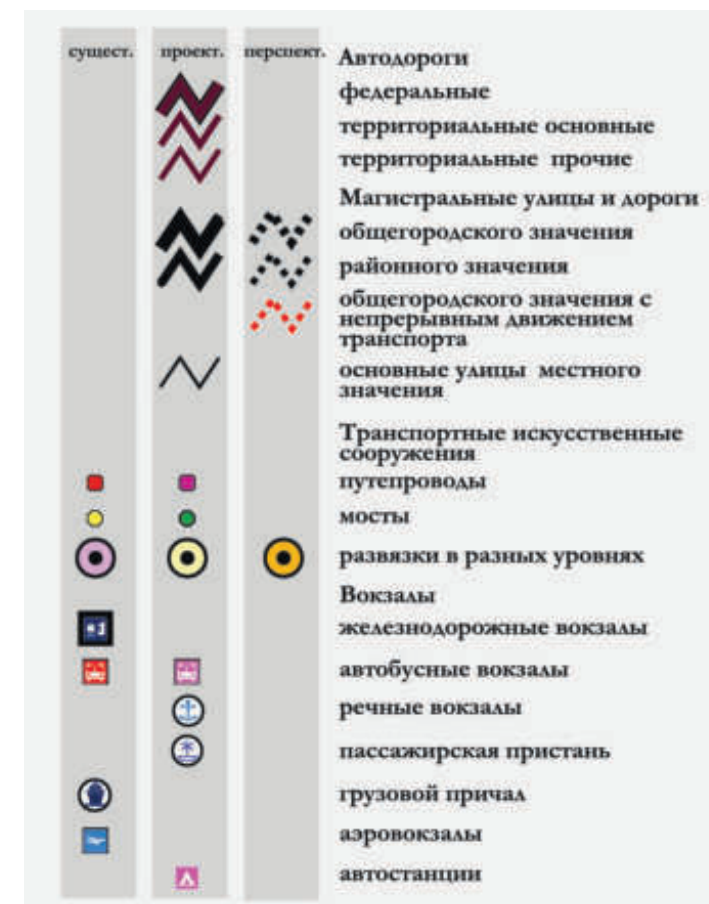 сущест. проект. перспект.
Автодороги
федеральные
территориальные основные
территориальные прочие
Магистральные улицы и дороги
общегородского значения
районного значения
общегородского значения с
непрерывным движением
транспорта
основные улицы местного
значения
Транспортные искусственные
сооружения
путепроводы
мосты
развязки в разных уровнях
Вокзалы
железнодорожные вокзалы
автобусные вокзалы
речные вокзалы
пассажирская пристань
грузовой причал
аэровокзалы
автостанции